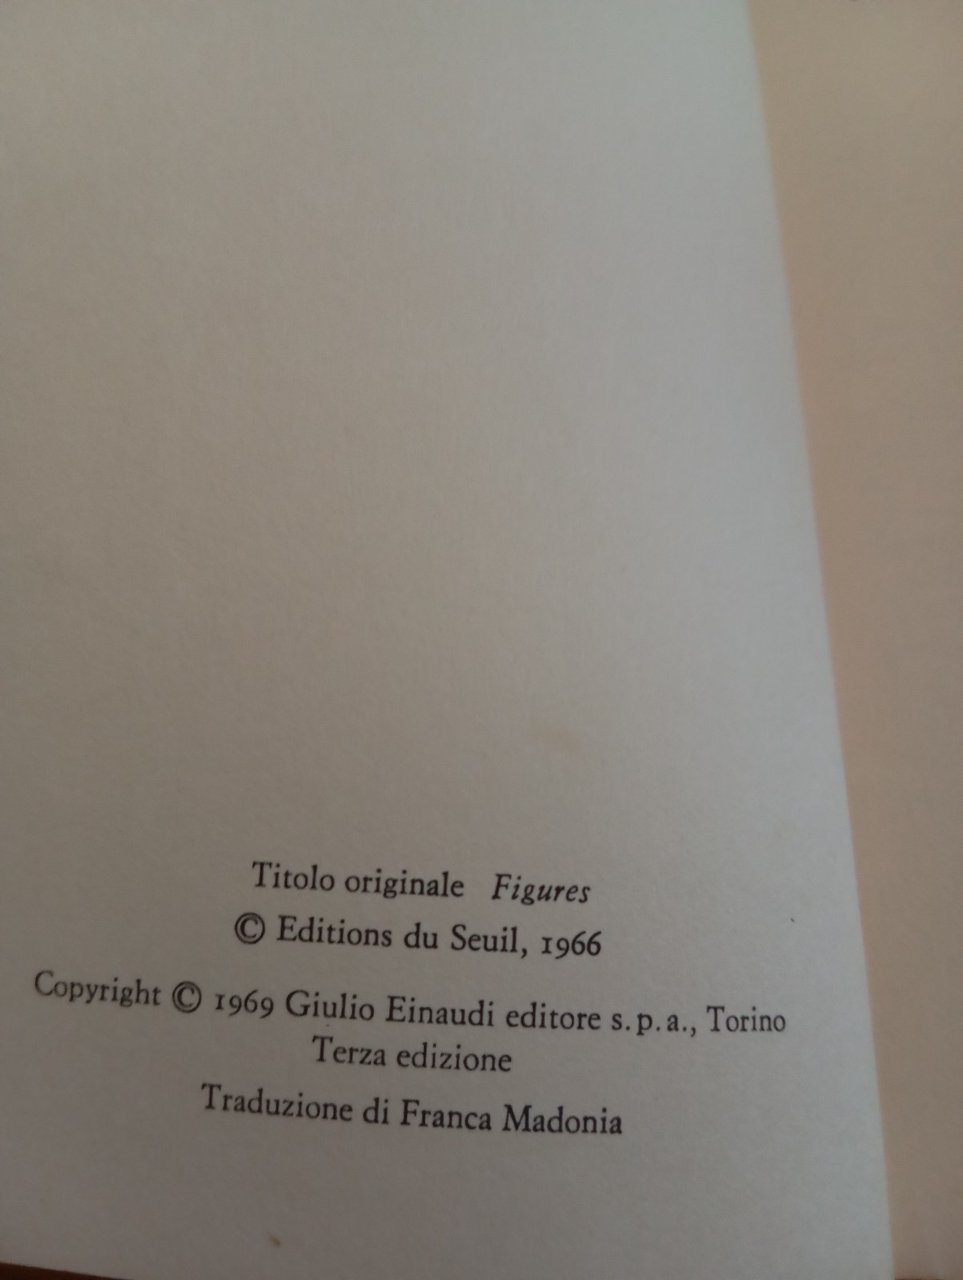 Titolo originale Figures
© Editions du Seuil, 1966
Copyright © 1969 Giulio Einaudi editore s.p.a., Torino
Terza edizione
Traduzione di Franca Madonia